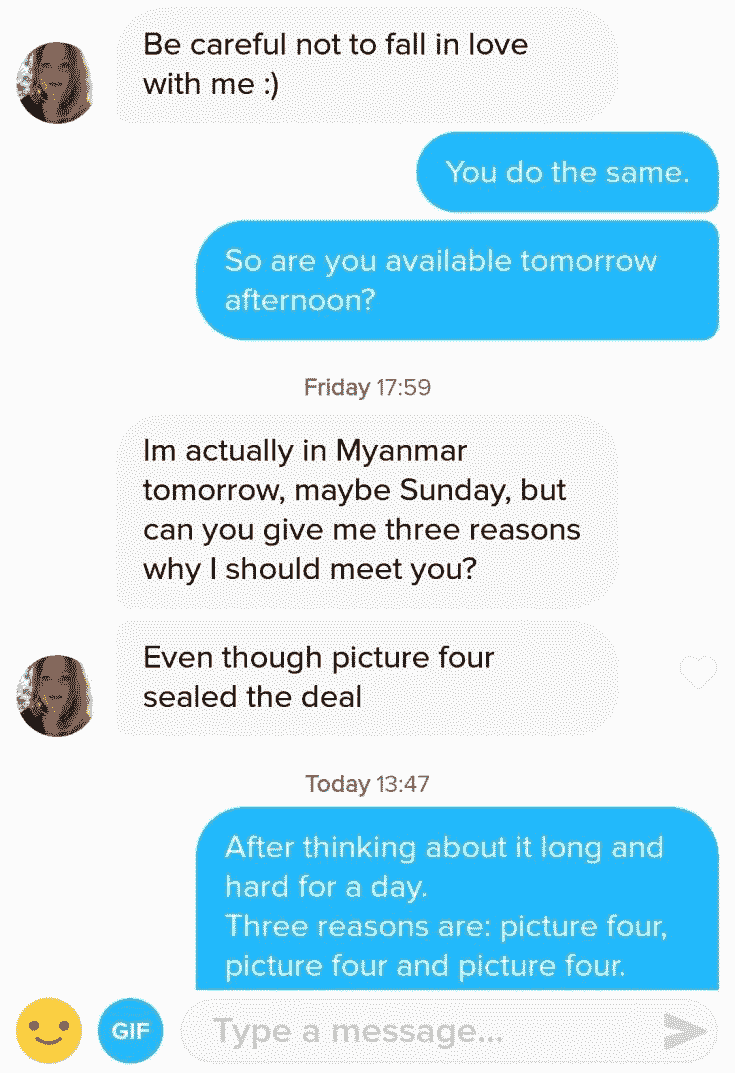 Be careful not to fall in love
with me :)
You do the same.
So are you available tomorrow
afternoon?
Friday 17:59
Im actually in Myanmar
tomorrow, maybe Sunday, but
can you give me three reasons
why I should meet you?
Even though picture four
sealed the deal
Today 13:47
After thinking about it long and
hard for a day.
Three reasons are: picture four,
picture four and picture four.
GIF
Type a message...